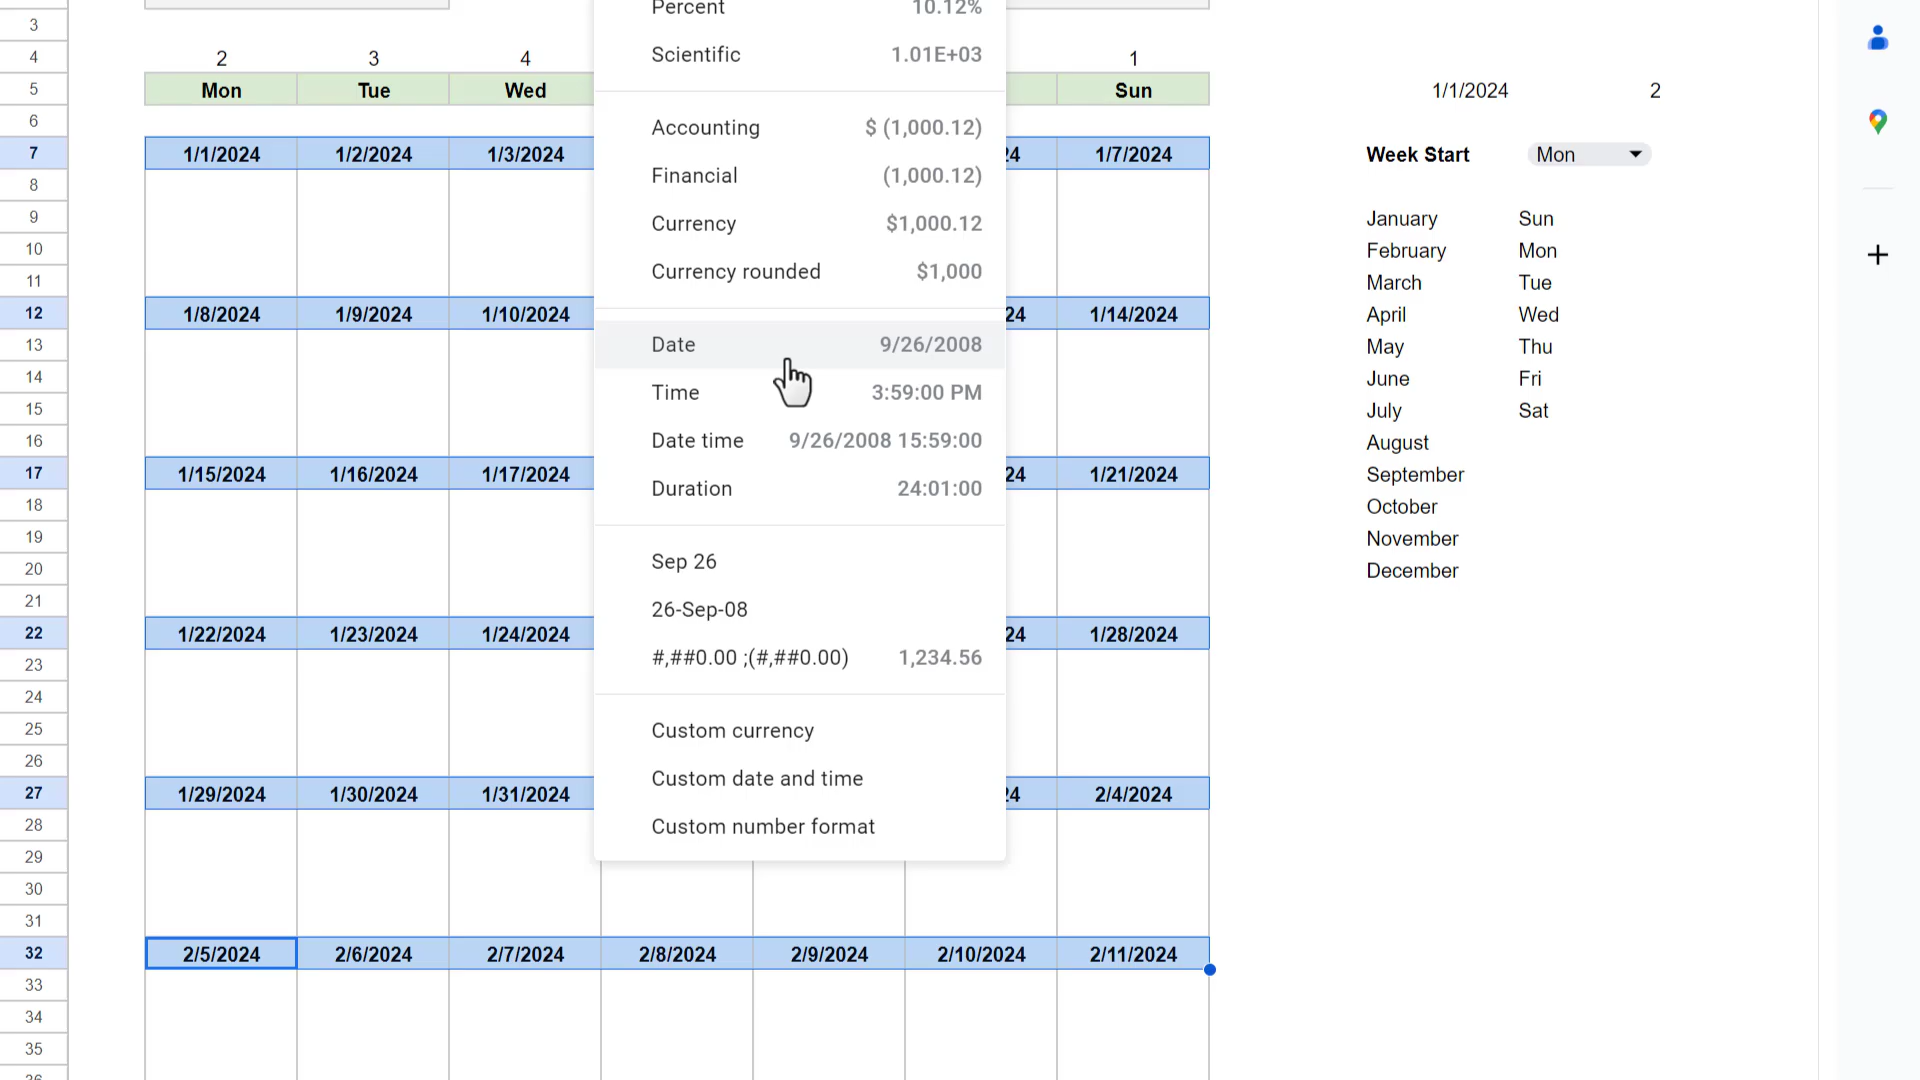 Percent 10.12%
3
Scientific 1.01E+03
4 2 3 4 1
5 Mon Tue Wed Sun 1/1/2024 2
6
Accounting $ (1,000.12)
7 1/1/2024 1/2/2024 1/3/2024 24 1/7/2024 Week Start Mon
Financial (1,000.12)
8
9 January Sun
Currency $1,000.12
10 February Mon
Currency rounded $1,000
11 March Tue
12 1/8/2024 1/9/2024 1/10/2024 24 1/14/2024 April Wed
Date 9/26/2008
13 May Thu
14 June Fri
Time 3:59:00 PM
15 July Sat
16 August
Date time 9/26/2008 15:59:00
17 1/15/2024 1/16/2024 1/17/2024 24 1/21/2024 September
Duration 24:01:00
18 October
19 November
Sep 26
20 December
21
26-Sep-08
22 1/22/2024 1/23/2024 1/24/2024 24 1/28/2024
#,##0.00 ;(#,##0.00) 1,234.56
23
24
25
Custom currency
26
Custom date and time
27 1/29/2024 1/30/2024 1/31/2024 24 2/4/2024
28
Custom number format
29
30
31
32 2/5/2024 2/6/2024 2/7/2024 2/8/2024 2/9/2024 2/10/2024 2/11/2024
33
34
35
36